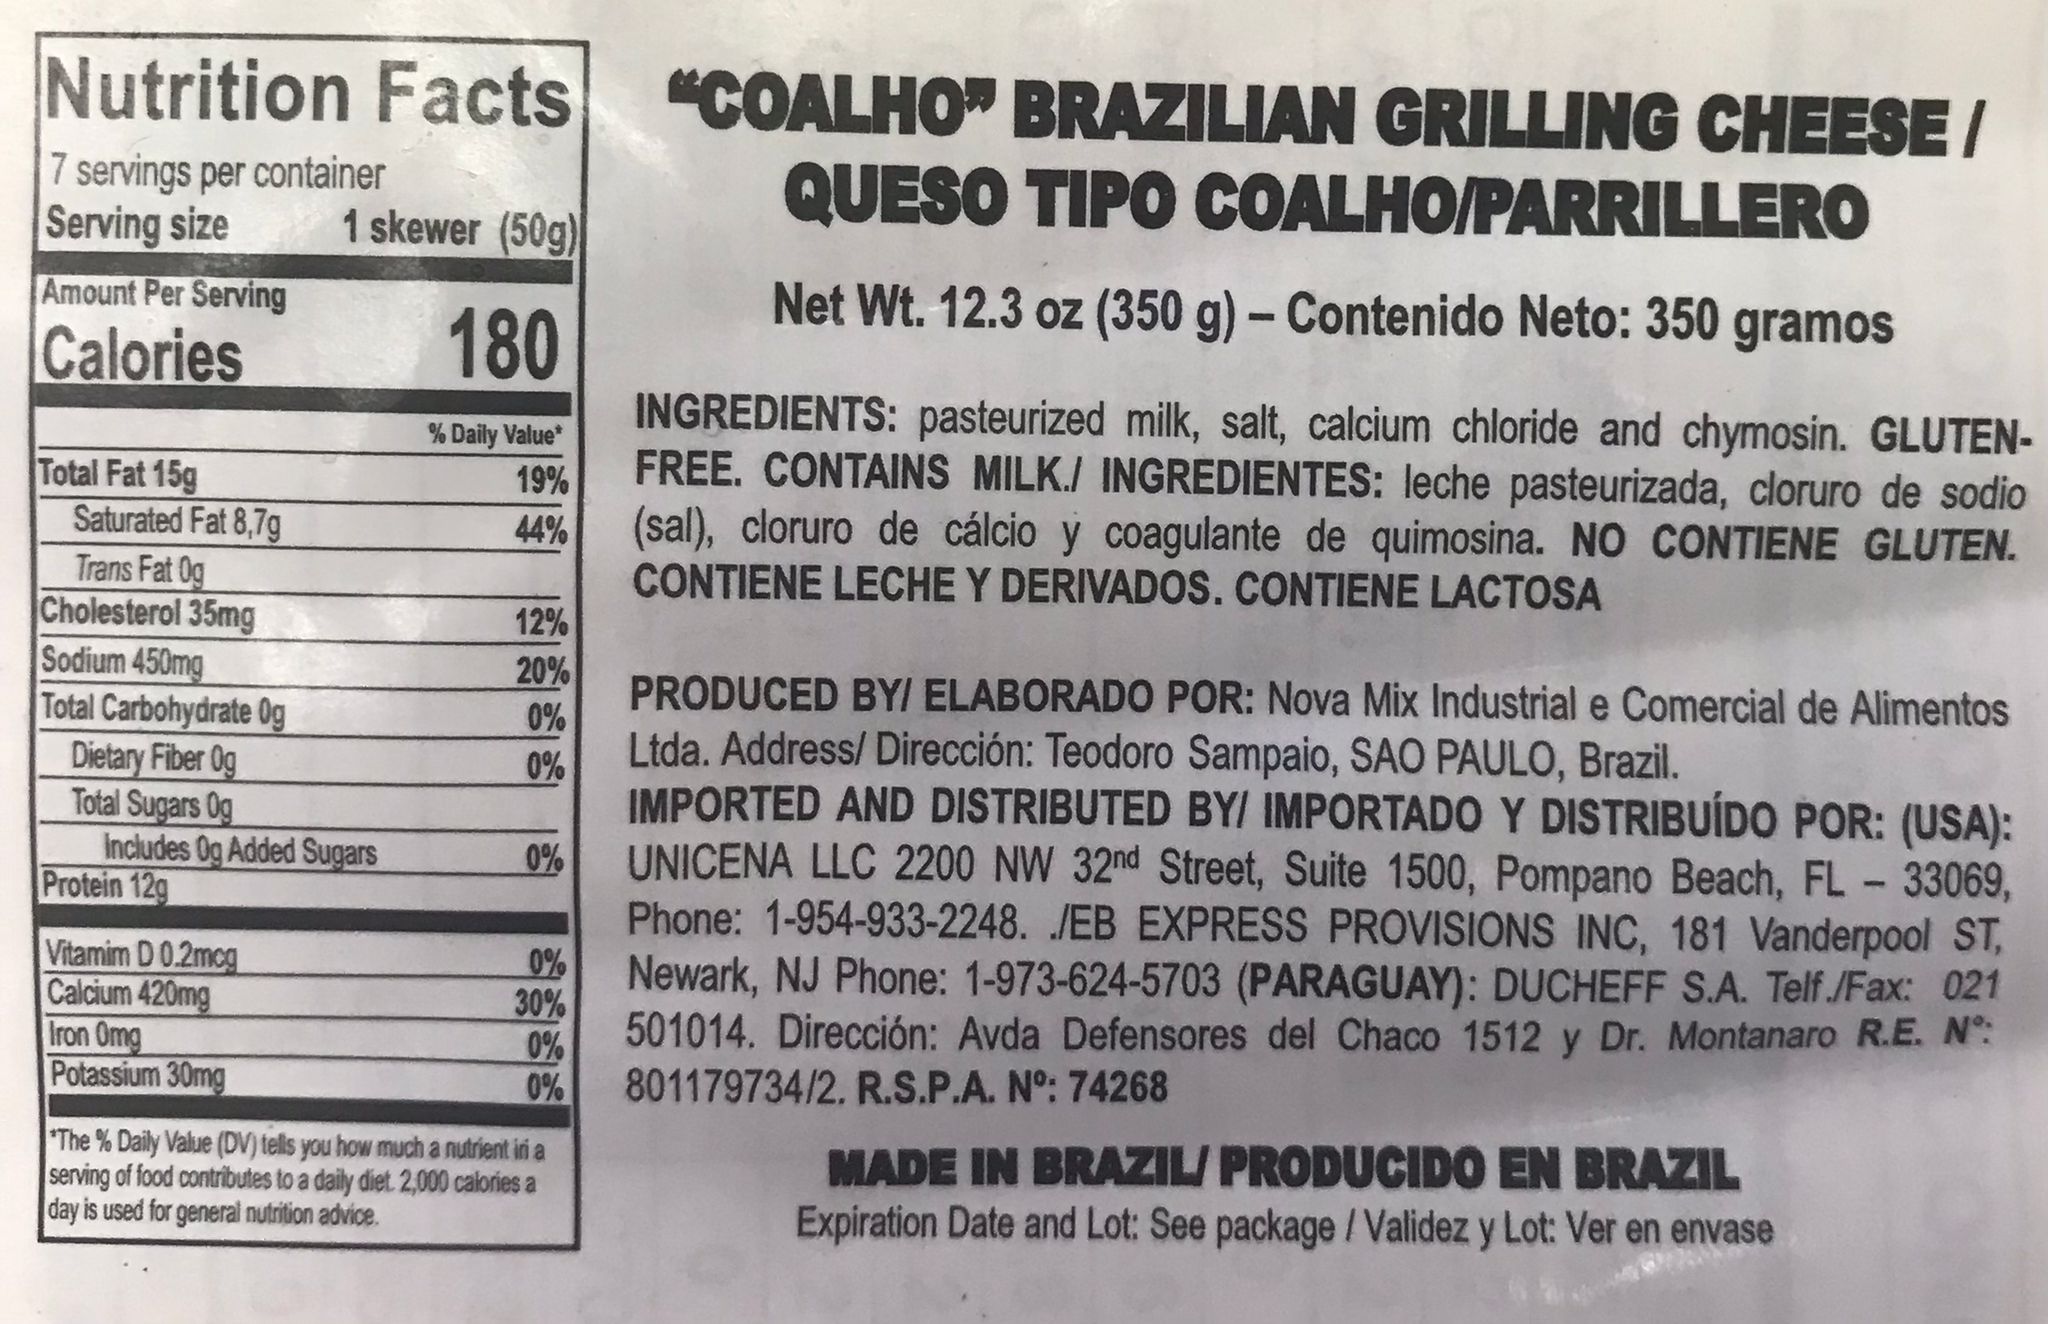 Nutrition Facts
7 servings per container
Serving size 1 skewer (50g)
Amount Per Serving
Calories 180
% Daily Value*
Total Fat 15g 19%
Saturated Fat 8,7g 44%
Trans Fat 0g
Cholesterol 35mg 12%
Sodium 450mg 20%
Total Carbohydrate 0g 0%
Dietary Fiber 0g 0%
Total Sugars 0g
Includes 0g Added Sugars 0%
Protein 12g
Vitamim D 0.2mcg 0%
Calcium 420mg 30%
Iron 0mg 0%
Potassium 30mg 0%
*The % Daily Value (DV) tells you how much a nutrient in a
serving of food contributes to a daily diet. 2,000 calories a
day is used for general nutrition advice.
“COALHO” BRAZILIAN GRILLING CHEESE /
QUESO TIPO COALHO/PARRILLERO
Net Wt. 12.3 oz (350 g) – Contenido Neto: 350 gramos
INGREDIENTS: pasteurized milk, salt, calcium chloride and chymosin. GLUTEN-
FREE. CONTAINS MILK./ INGREDIENTES: leche pasteurizada, cloruro de sodio
(sal), cloruro de cálcio y coagulante de quimosina. NO CONTIENE GLUTEN.
CONTIENE LECHE Y DERIVADOS. CONTIENE LACTOSA
PRODUCED BY/ ELABORADO POR: Nova Mix Industrial e Comercial de Alimentos
Ltda. Address/ Dirección: Teodoro Sampaio, SAO PAULO, Brazil.
IMPORTED AND DISTRIBUTED BY/ IMPORTADO Y DISTRIBUÍDO POR: (USA):
UNICENA LLC 2200 NW 32nd Street, Suite 1500, Pompano Beach, FL – 33069,
Phone: 1-954-933-2248. ./EB EXPRESS PROVISIONS INC, 181 Vanderpool ST,
Newark, NJ Phone: 1-973-624-5703 (PARAGUAY): DUCHEFF S.A. Telf./Fax: 021
501014. Dirección: Avda Defensores del Chaco 1512 y Dr. Montanaro R.E. N°:
801179734/2. R.S.P.A. Nº: 74268
MADE IN BRAZIL/ PRODUCIDO EN BRAZIL
Expiration Date and Lot: See package / Validez y Lot: Ver en envase